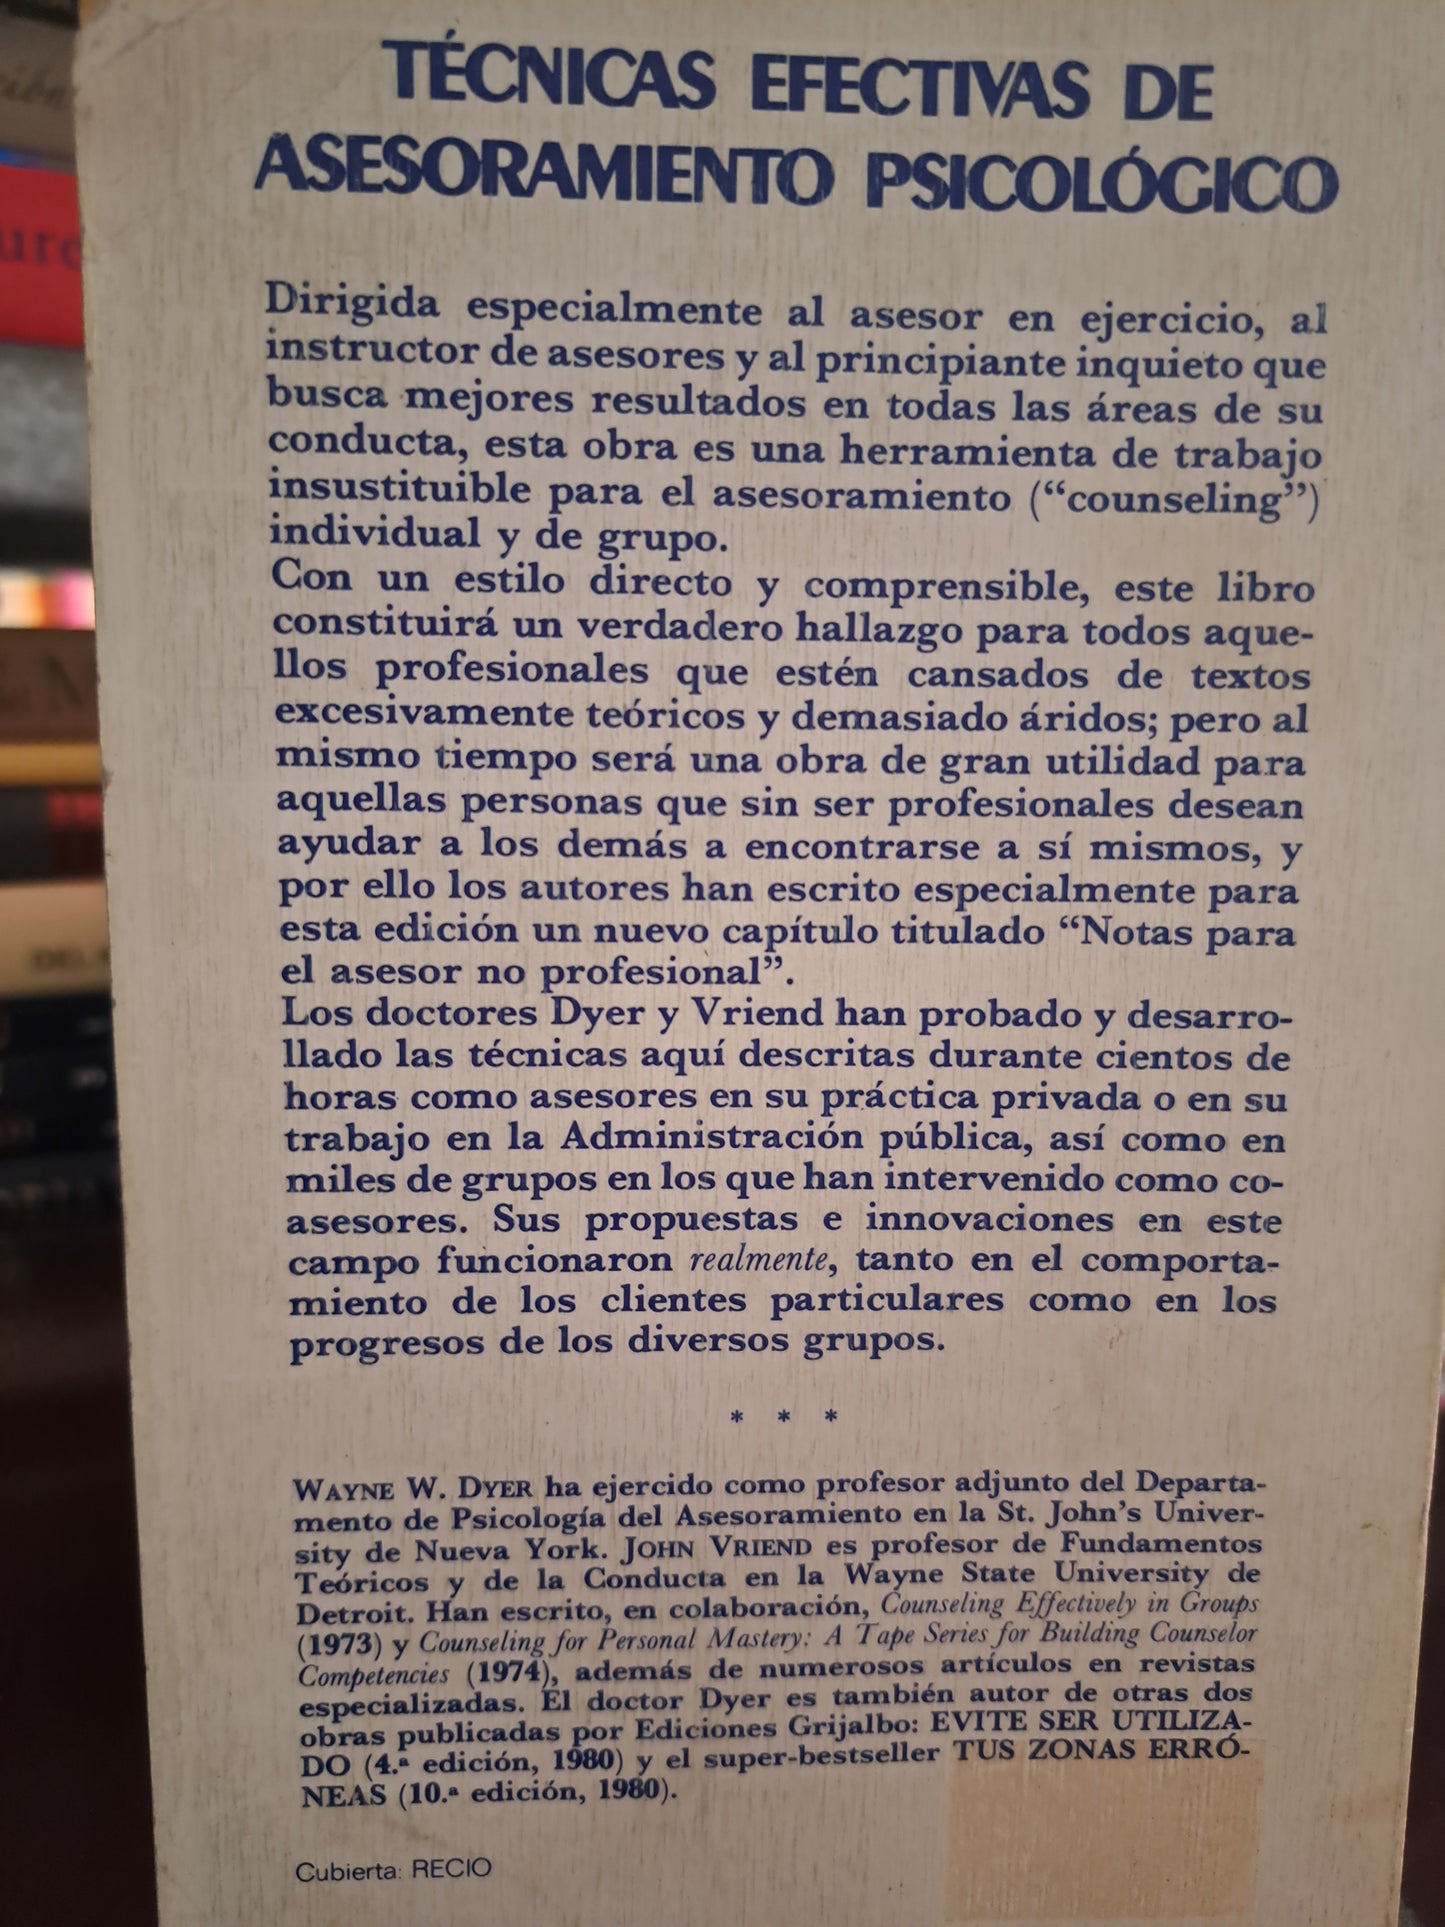 TÉCNICAS EFECTIVAS DE
ASESORAMIENTO PSICOLÓGICO
Dirigida especialmente al asesor en ejercicio, al
instructor de asesores y al principiante inquieto que
busca mejores resultados en todas las áreas de su
conducta, esta obra es una herramienta de trabajo
insustituible para el asesoramiento (“counseling”)
individual y de grupo.
Con un estilo directo y comprensible, este libro
constituirá un verdadero hallazgo para todos aque-
llos profesionales que estén cansados de textos
excesivamente teóricos y demasiado áridos; pero al
mismo tiempo será una obra de gran utilidad para
aquellas personas que sin ser profesionales desean
ayudar a los demás a encontrarse a sí mismos, y
por ello los autores han escrito especialmente para
esta edición un nuevo capítulo titulado “Notas para
el asesor no profesional”.
Los doctores Dyer y Vriend han probado y desarro-
llado las técnicas aquí descritas durante cientos de
horas como asesores en su práctica privada o en su
trabajo en la Administración pública, así como en
miles de grupos en los que han intervenido como co-
asesores. Sus propuestas e innovaciones en este
campo funcionaron realmente, tanto en el comporta-
miento de los clientes particulares como en los
progresos de los diversos grupos.
* * *
WAYNE W. DYER ha ejercido como profesor adjunto del Departa-
mento de Psicología del Asesoramiento en la St. John’s Univer-
sity de Nueva York. JOHN VRIEND es profesor de Fundamentos
Teóricos y de la Conducta en la Wayne State University de
Detroit. Han escrito, en colaboración, Counseling Effectively in Groups
(1973) y Counseling for Personal Mastery: A Tape Series for Building Counselor
Competencies (1974), además de numerosos artículos en revistas
especializadas. El doctor Dyer es también autor de otras dos
obras publicadas por Ediciones Grijalbo: EVITE SER UTILIZA-
DO (4.ª edición, 1980) y el super-bestseller TUS ZONAS ERRÓ-
NEAS (10.ª edición, 1980).
Cubierta: RECIO